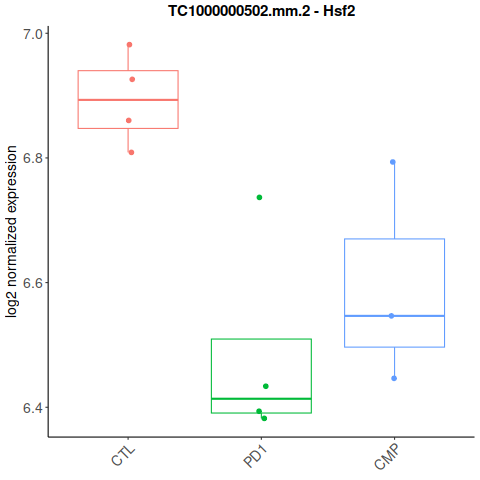 TC1000000502.mm.2 - Hsf2
log2 normalized expression
7.0
6.8
6.6
6.4
CTL
PD1
CMP